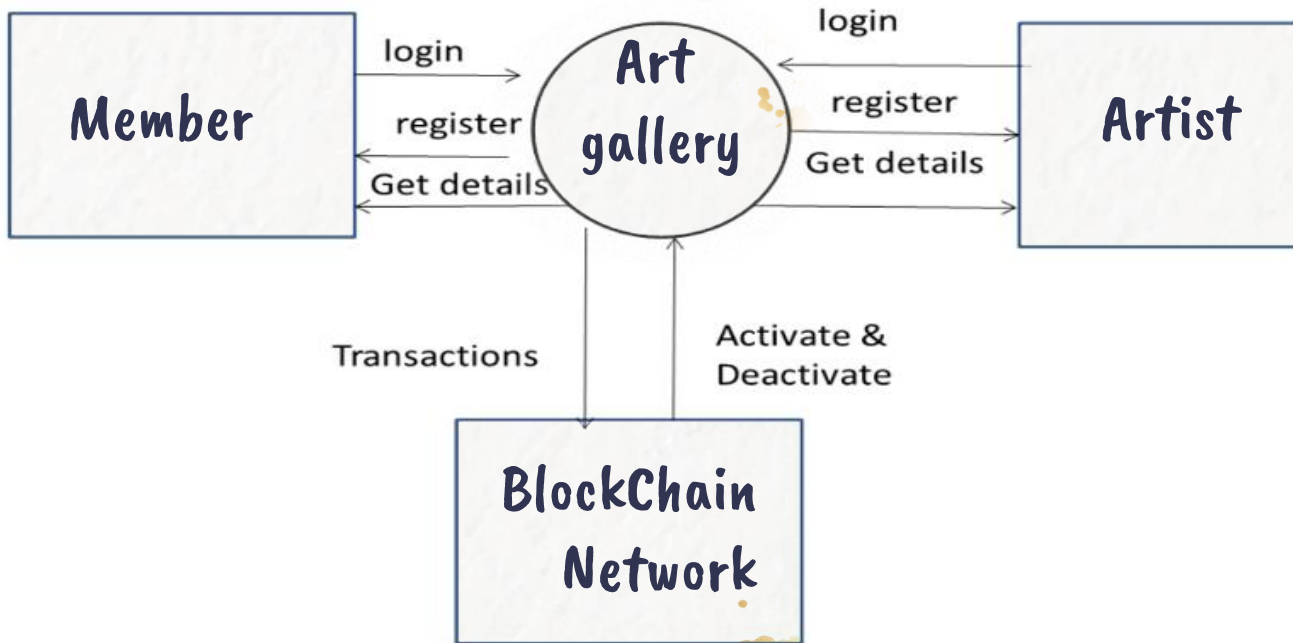 login
Member
register
Get details
Art
gallery
login
register
Get details
Artist
Transactions
Activate &
Deactivate
BlockChain
Network